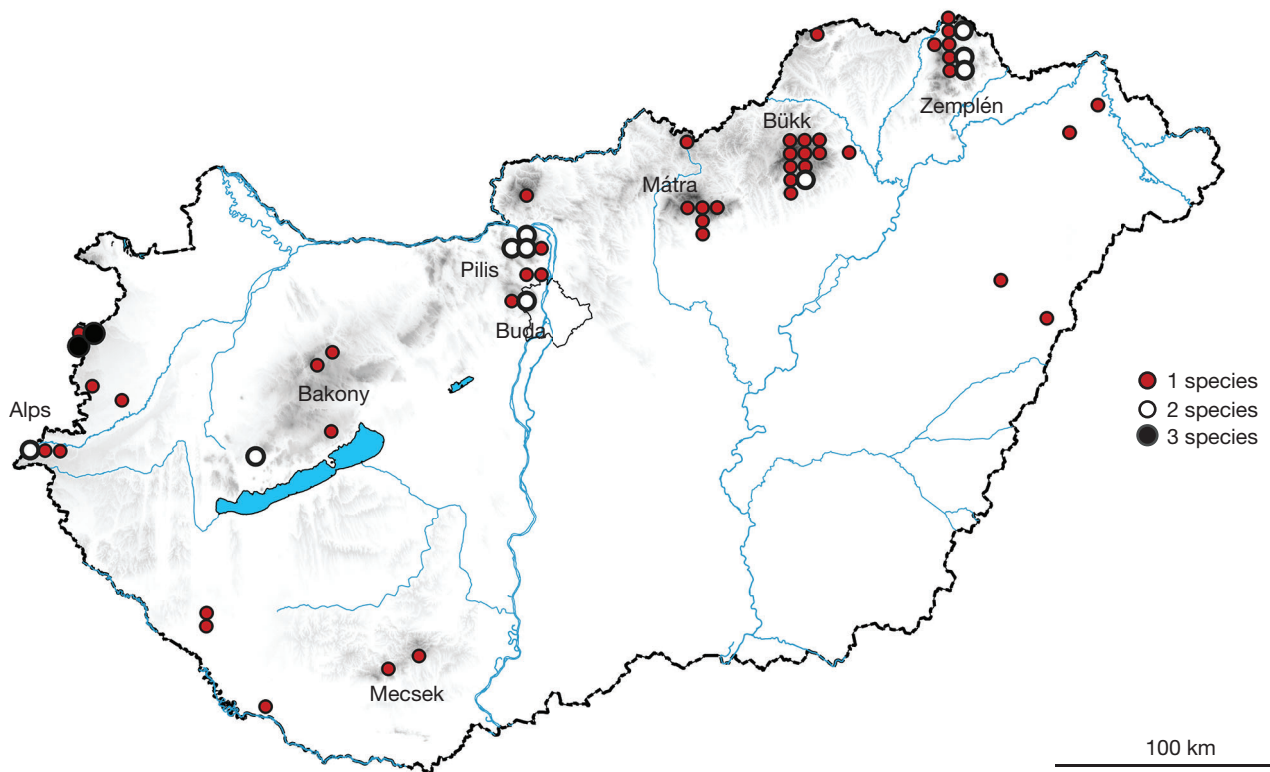 Zemplén
Bükk
Mátra
Pilis
Buda
Bakony
Alps
Mecsek
1 species
2 species
3 species
100 km